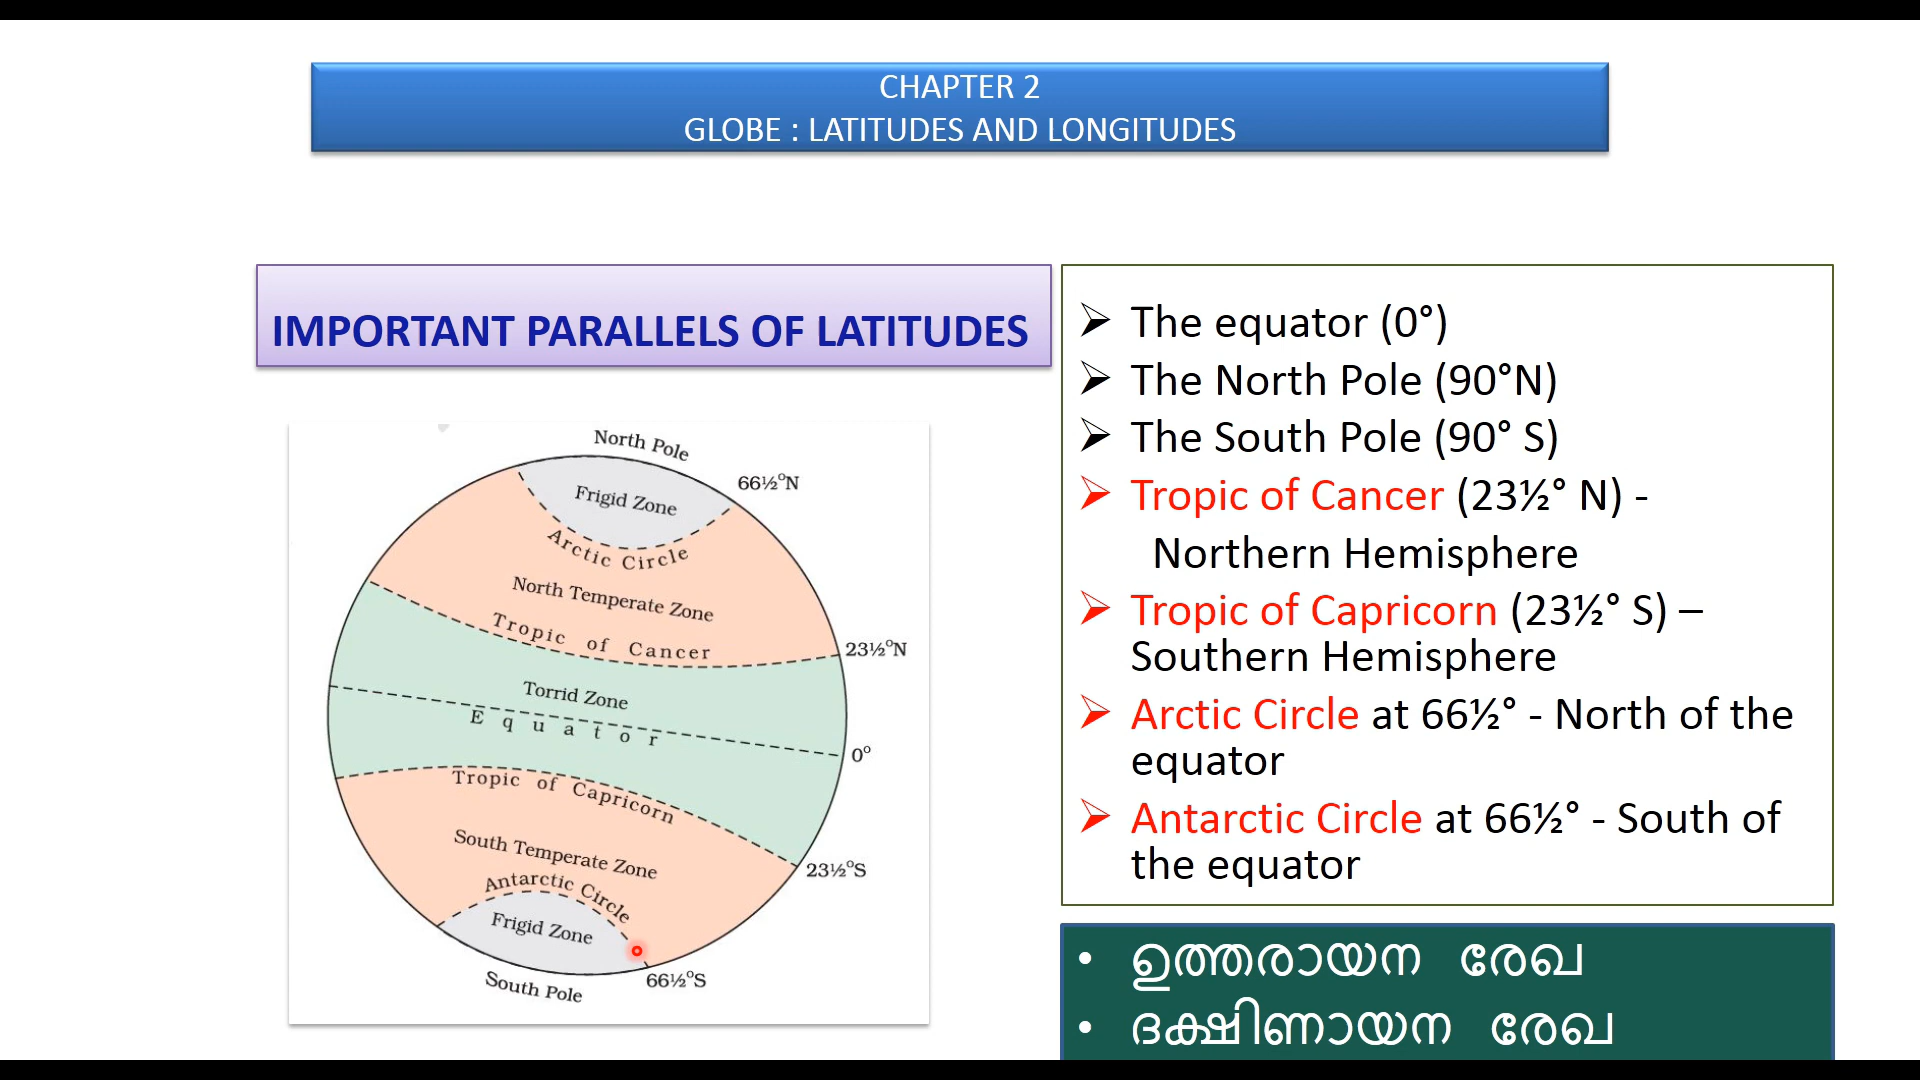 CHAPTER 2
GLOBE : LATITUDES AND LONGITUDES
IMPORTANT PARALLELS OF LATITUDES
North Pole
66½°N
Frigid Zone
Arctic Circle
North Temperate Zone
Tropic of Cancer
23½°N
Torrid Zone
Equator
0°
Tropic of Capricorn
South Temperate Zone
23½°S
Antarctic Circle
Frigid Zone
66½°S
South Pole
➢ The equator (0°)
➢ The North Pole (90°N)
➢ The South Pole (90° S)
➢ Tropic of Cancer (23½° N) -
Northern Hemisphere
➢ Tropic of Capricorn (23½° S) –
Southern Hemisphere
➢ Arctic Circle at 66½° - North of the
equator
➢ Antarctic Circle at 66½° - South of
the equator
• ഉത്തരായന രേഖ
• ദക്ഷിണായന രേഖ